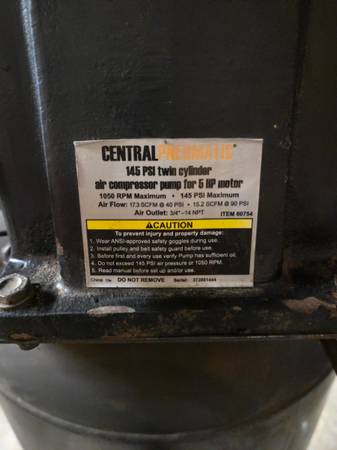 CENTRAL PNEUMATIC
145 PSI twin cylinder
air compressor pump for 5 HP motor
1050 RPM Maximum • 145 PSI Maximum
Air Flow: 17.3 SCFM @ 40 PSI • 15.2 SCFM @ 90 PSI
Air Outlet: 3/4"-14 NPT ITEM 60754
⚠CAUTION
To prevent injury and property damage:
1. Wear ANSI-approved safety goggles during use.
2. Install pulley and belt safety guard before use.
3. Before first and every use verify Pump has sufficient oil.
4. Do not exceed 145 PSI air pressure or 1050 RPM.
5. Read manual before set up and/or use.
China DO NOT REMOVE Serial: 373881444